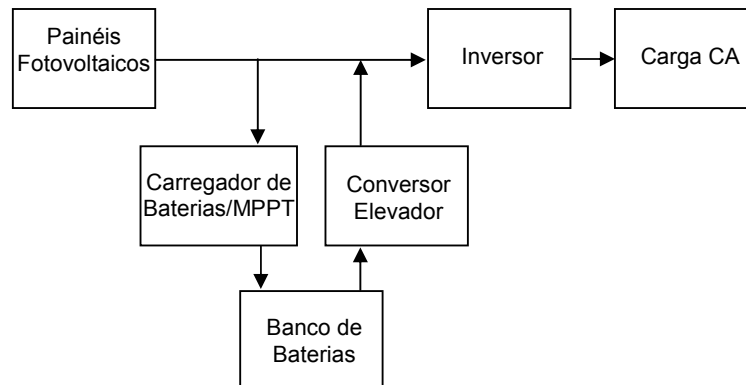 Painéis
Fotovoltaicos
Inversor
Carga CA
Carregador de
Baterias/MPPT
Conversor
Elevador
Banco de
Baterias